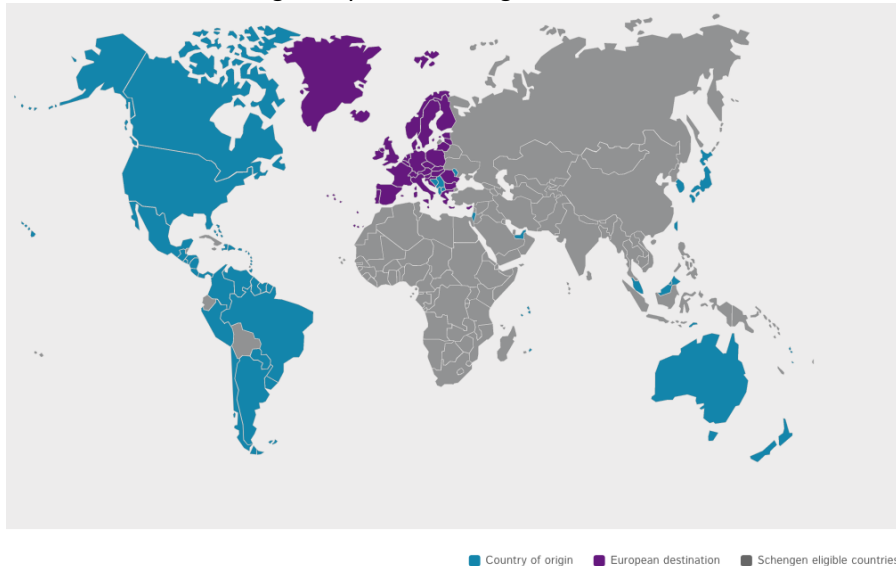 Country of origin
European destination
Schengen eligible countries